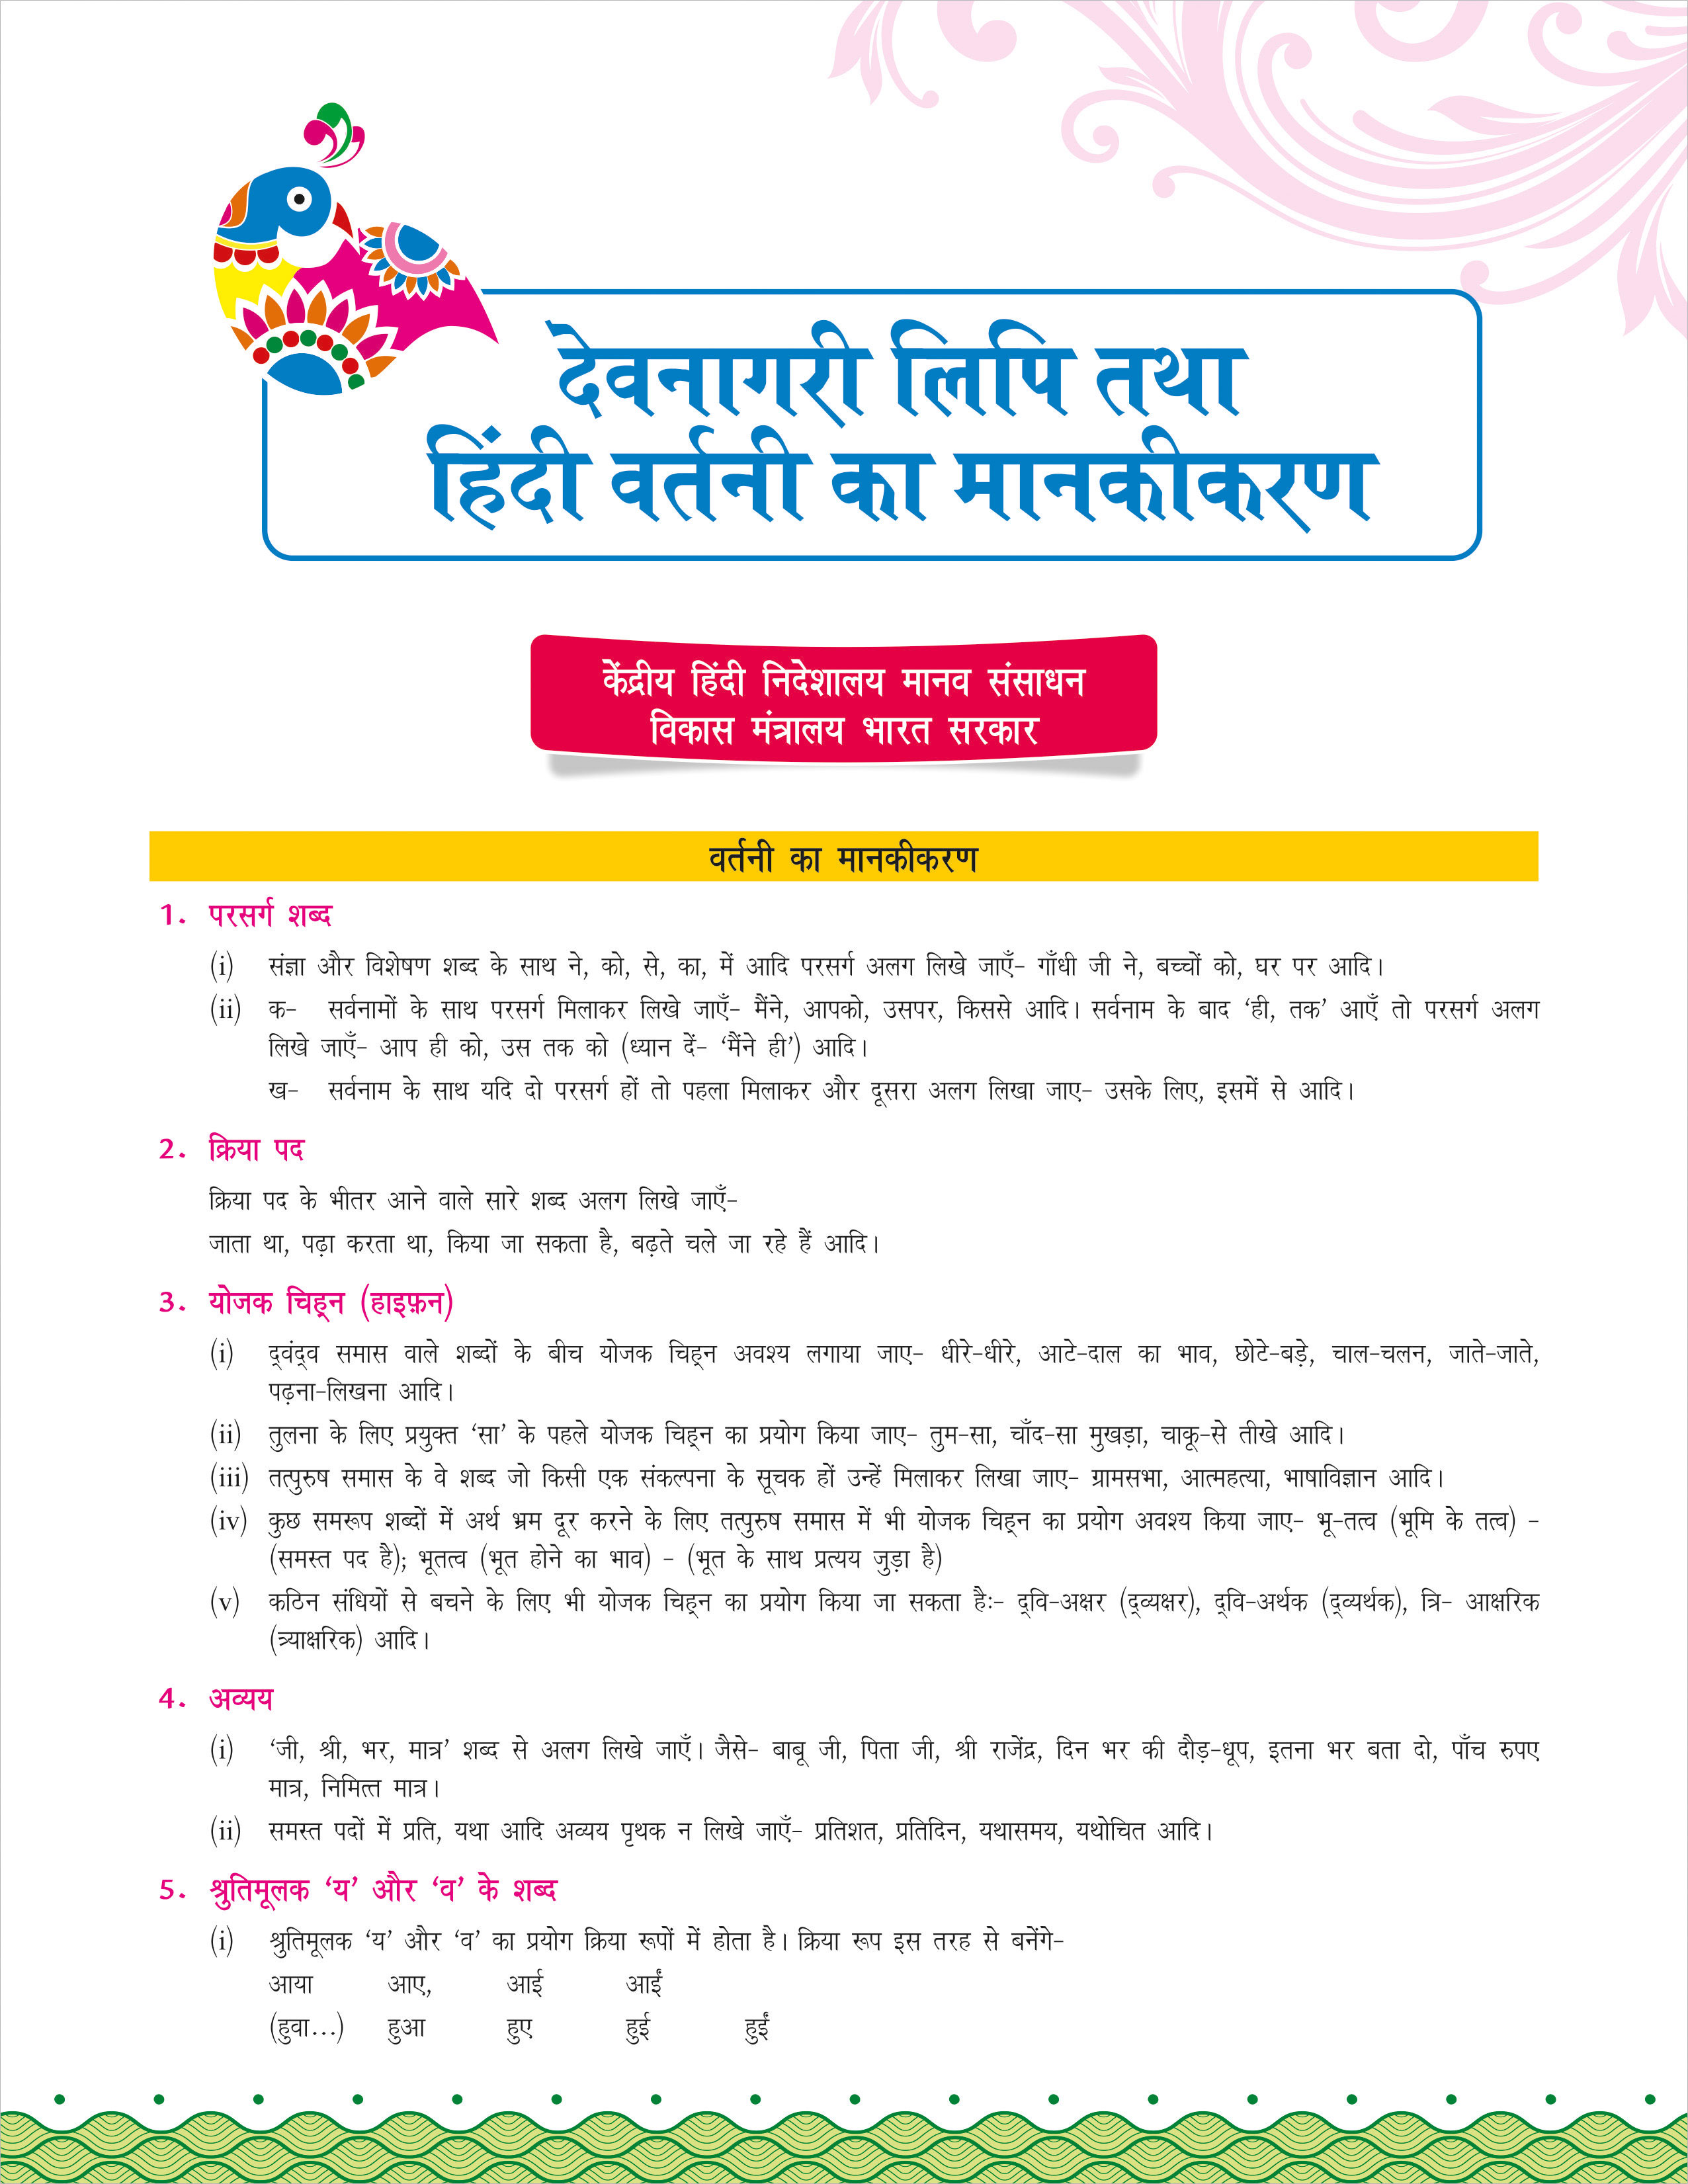 देवनागरी लिपि तथा
हिंदी वर्तनी का मानकीकरण
केंद्रीय हिंदी निदेशालय मानव संसाधन
विकास मंत्रालय भारत सरकार
वर्तनी का मानकीकरण
1. परसर्ग शब्द
(i) संज्ञा और विशेषण शब्द के साथ ने, को, से, का, में आदि परसर्ग अलग लिखे जाएँ- गाँधी जी ने, बच्चों को, घर पर आदि।
(ii) क- सर्वनामों के साथ परसर्ग मिलाकर लिखे जाएँ- मैंने, आपको, उसपर, किससे आदि। सर्वनाम के बाद ‘ही, तक’ आएँ तो परसर्ग अलग
लिखे जाएँ- आप ही को, उस तक को (ध्यान दें- ‘मैंने ही’) आदि।
ख- सर्वनाम के साथ यदि दो परसर्ग हों तो पहला मिलाकर और दूसरा अलग लिखा जाए- उसके लिए, इसमें से आदि।
2. क्रिया पद
क्रिया पद के भीतर आने वाले सारे शब्द अलग लिखे जाएँ-
जाता था, पढ़ा करता था, किया जा सकता है, बढ़ते चले जा रहे हैं आदि।
3. योजक चिह्‌न (हाइफ़न)
(i) द्‌वंद्‌व समास वाले शब्दों के बीच योजक चिह्‌न अवश्य लगाया जाए- धीरे-धीरे, आटे-दाल का भाव, छोटे-बड़े, चाल-चलन, जाते-जाते,
पढ़ना-लिखना आदि।
(ii) तुलना के लिए प्रयुक्त ‘सा’ के पहले योजक चिह्‌न का प्रयोग किया जाए- तुम-सा, चाँद-सा मुखड़ा, चाकू-से तीखे आदि।
(iii) तत्पुरुष समास के वे शब्द जो किसी एक संकल्पना के सूचक हों उन्हें मिलाकर लिखा जाए- ग्रामसभा, आत्महत्या, भाषाविज्ञान आदि।
(iv) कुछ समरूप शब्दों में अर्थ भ्रम दूर करने के लिए तत्पुरुष समास में भी योजक चिह्‌न का प्रयोग अवश्य किया जाए- भू-तत्व (भूमि के तत्व) -
(समस्त पद है); भूतत्व (भूत होने का भाव) - (भूत के साथ प्रत्यय जुड़ा है)
(v) कठिन संधियों से बचने के लिए भी योजक चिह्‌न का प्रयोग किया जा सकता हैः- द्‌वि-अक्षर (द्‌व्यक्षर), द्‌वि-अर्थक (द्‌व्यर्थक), त्रि- आक्षरिक
(त्र्याक्षरिक) आदि।
4. अव्यय
(i) ‘जी, श्री, भर, मात्र’ शब्द से अलग लिखे जाएँ। जैसे- बाबू जी, पिता जी, श्री राजेंद्र, दिन भर की दौड़-धूप, इतना भर बता दो, पाँच रुपए
मात्र, निमित्त मात्र।
(ii) समस्त पदों में प्रति, यथा आदि अव्यय पृथक न लिखे जाएँ- प्रतिशत, प्रतिदिन, यथासमय, यथोचित आदि।
5. श्रुतिमूलक ‘य’ और ‘व’ के शब्द
(i) श्रुतिमूलक ‘य’ और ‘व’ का प्रयोग क्रिया रूपों में होता है। क्रिया रूप इस तरह से बनेंगे-
आया आए, आई आईं
(हुवा...) हुआ हुए हुई हुईं